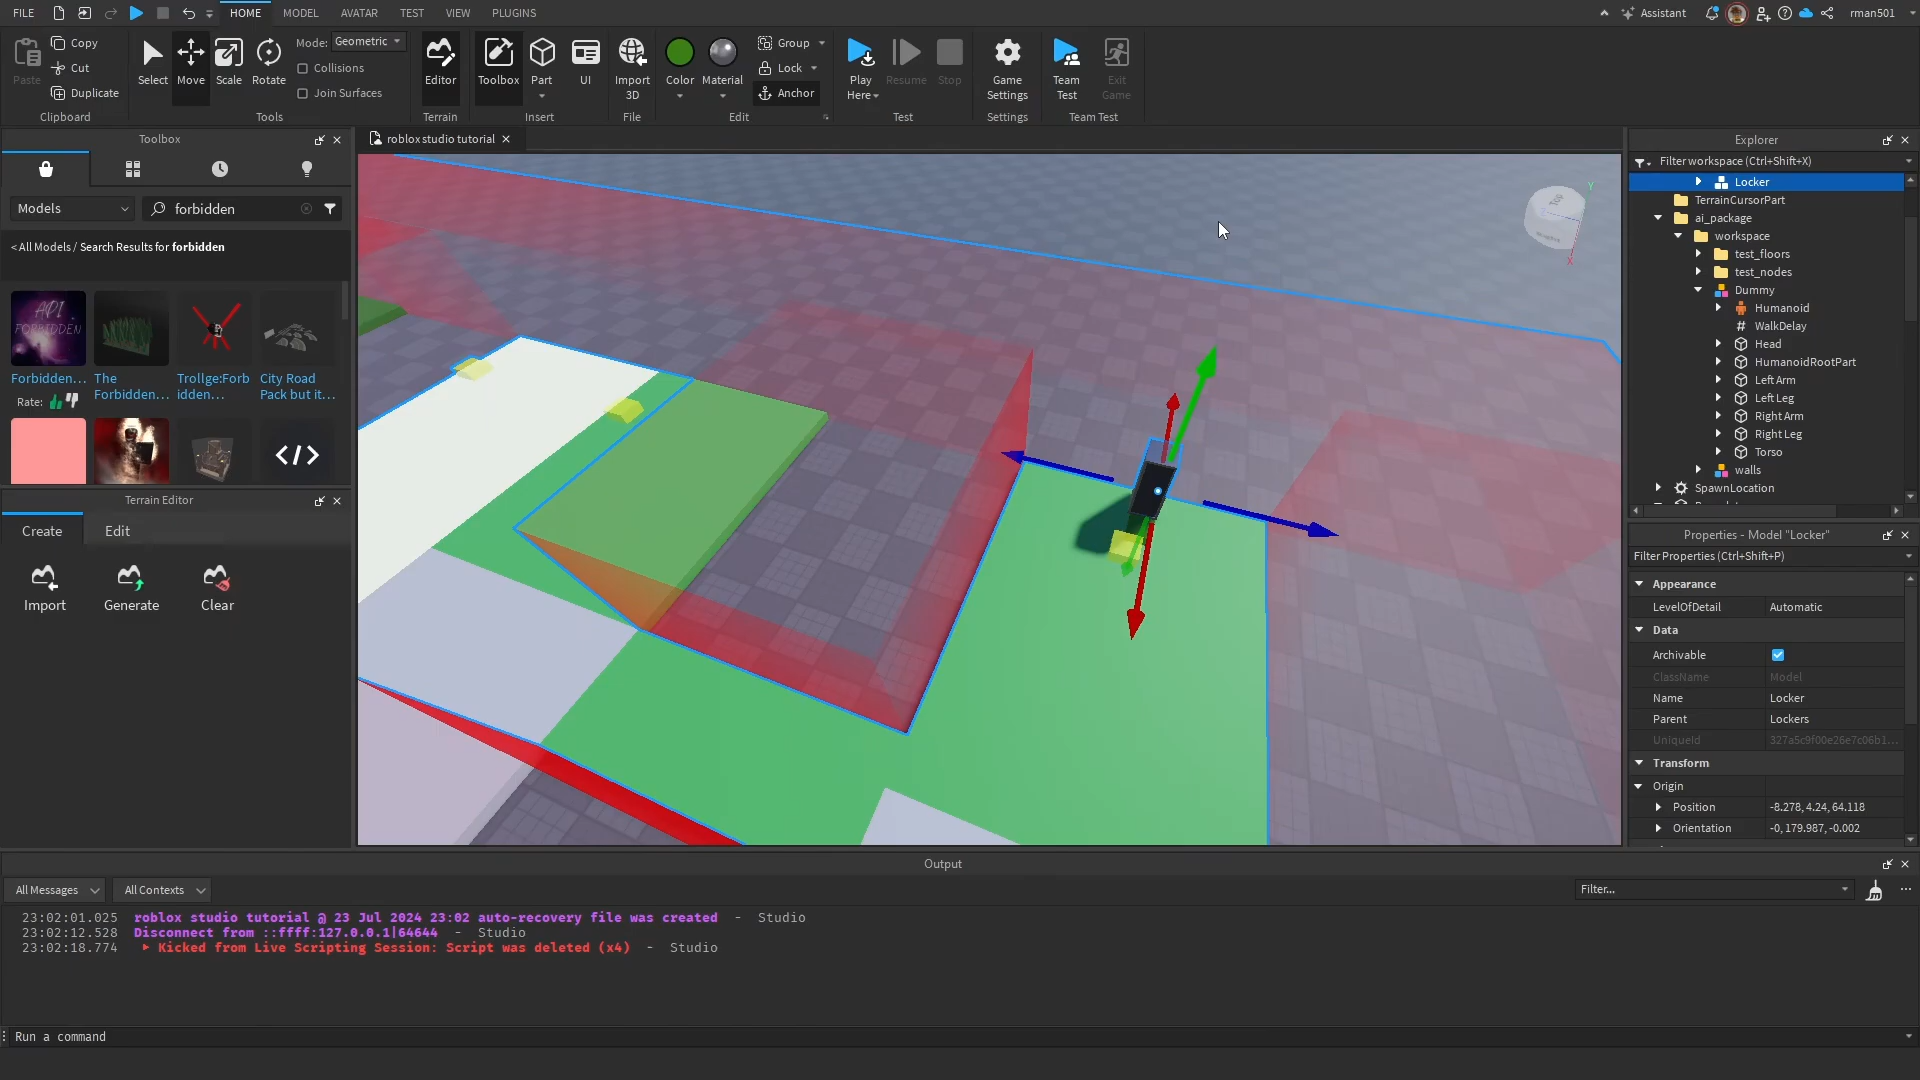 FILE HOME MODEL AVATAR TEST VIEW PLUGINS Assistant rman501
Paste Copy Cut Duplicate Clipboard
Select Move Scale Rotate Mode: Geometric Collisions Join Surfaces Tools
Editor Terrain
Toolbox Part UI Insert
Import 3D File
Color Material Group Lock Anchor Edit
Play Here Resume Stop Test
Game Settings Settings
Team Test Exit Game Team Test
Toolbox
Models forbidden
< All Models / Search Results for forbidden
Forbidden...
The Forbidden...
Trollge:Forb idden...
City Road Pack but it...
Rate:
API
FORBIDDEN
Terrain Editor
Create Edit
Import Generate Clear
roblox studio tutorial
Top
Y
Z
X
Explorer
Filter workspace (Ctrl+Shift+X)
Locker
TerrainCursorPart
ai_package
workspace
test_floors
test_nodes
Dummy
Humanoid
WalkDelay
Head
HumanoidRootPart
Left Arm
Left Leg
Right Arm
Right Leg
Torso
walls
SpawnLocation
Properties - Model "Locker"
Filter Properties (Ctrl+Shift+P)
Appearance
LevelOfDetail Automatic
Data
Archivable
ClassName Model
Name Locker
Parent Lockers
UniqueId 327a5c9f00e26e7c06b1...
Transform
Origin
Position -8.278, 4.24, 64.118
Orientation -0, 179.987, -0.002
Output
All Messages All Contexts Filter...
23:02:01.025 roblox studio tutorial @ 23 Jul 2024 23:02 auto-recovery file was created - Studio
23:02:12.528 Disconnect from ::ffff:127.0.0.1|64644 - Studio
23:02:18.774 Kicked from Live Scripting Session: Script was deleted (x4) - Studio
Run a command